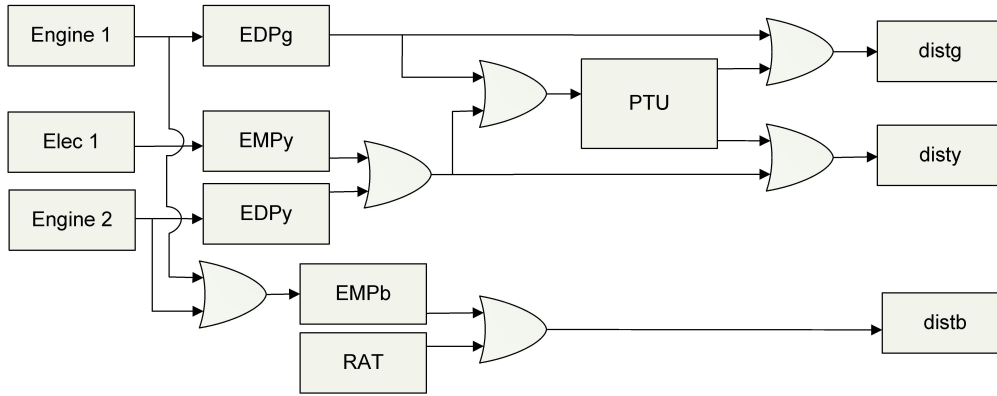 Engine 1
EDPg
distg
PTU
Elec 1
EMPy
disty
Engine 2
EDPy
EMPb
distb
RAT